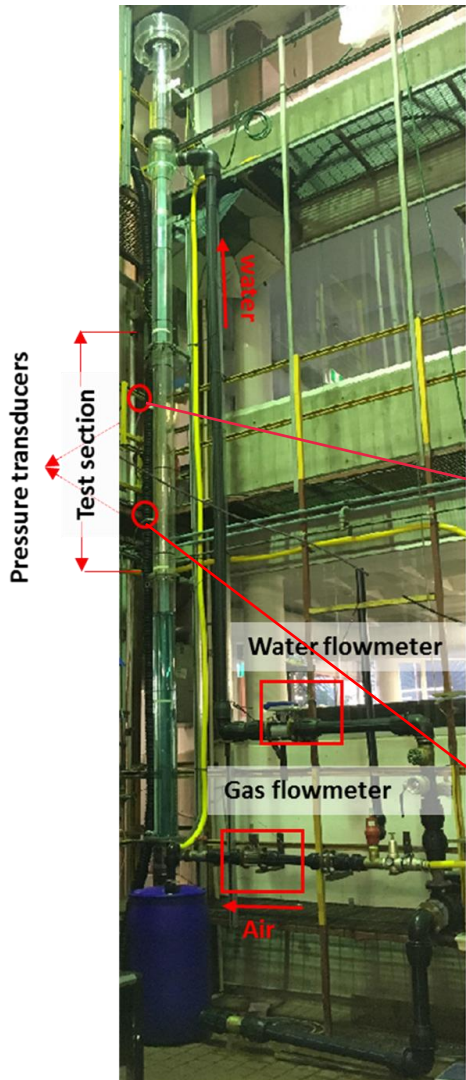 water
Pressure transducers
Test section
Water flowmeter
Gas flowmeter
Air